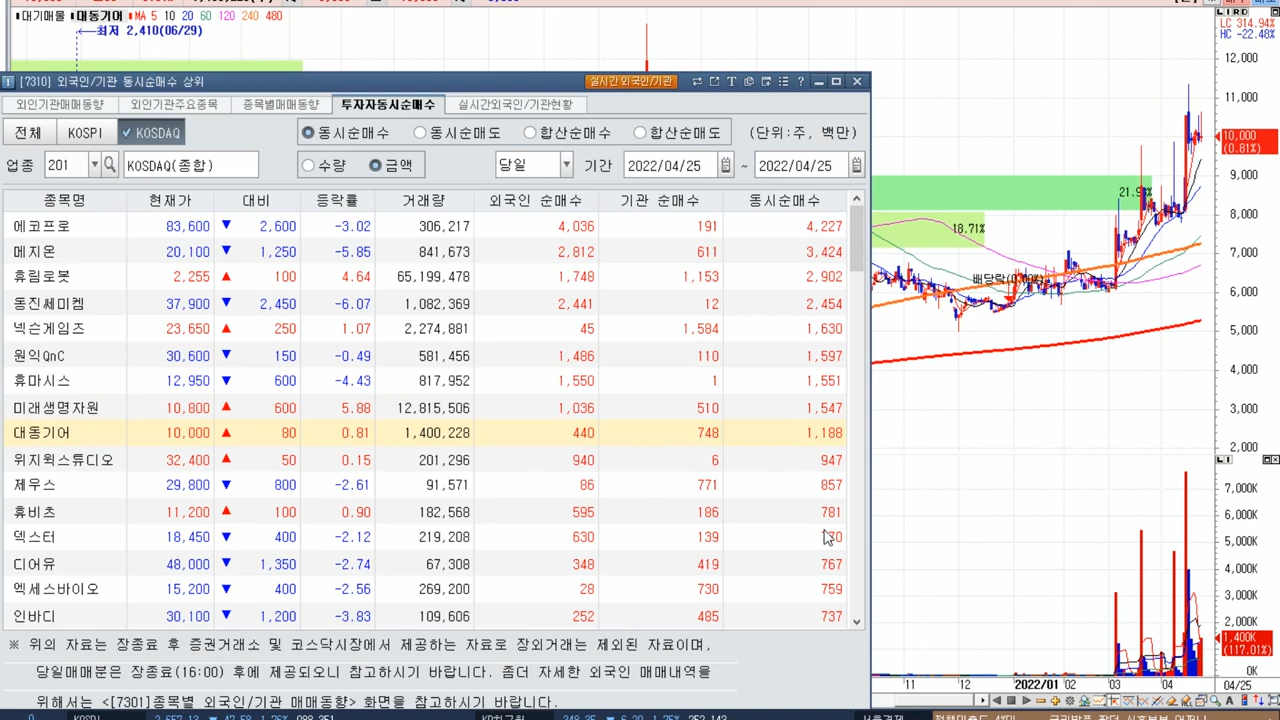 대기매물 대동기어 MA 5 10 20 60 120 240 480
최저 2,410(06/29)
LC 314.94%
HC -22.48%
[7310] 외국인/기관 동시순매수 상위 실시간 외국인/기관
외인기관매매동향 외인기관주요종목 종목별매매동향 투자자동시순매수 실시간외국인/기관현황
전체 KOSPI KOSDAQ 동시순매수 동시순매도 합산순매수 합산순매도 (단위:주, 백만)
업종 201 KOSDAQ(종합) 수량 금액 당일 기간 2022/04/25 ~ 2022/04/25
종목명 현재가 대비 등락률 거래량 외국인 순매수 기관 순매수 동시순매수
에코프로 83,600 ▼ 2,600 -3.02 306,217 4,036 191 4,227
메지온 20,100 ▼ 1,250 -5.85 841,673 2,812 611 3,424
휴림로봇 2,255 ▲ 100 4.64 65,199,478 1,748 1,153 2,902
동진쎄미켐 37,900 ▼ 2,450 -6.07 1,082,369 2,441 12 2,454
넥슨게임즈 23,650 ▲ 250 1.07 2,274,881 45 1,584 1,630
원익QnC 30,600 ▼ 150 -0.49 581,456 1,486 110 1,597
휴마시스 12,950 ▼ 600 -4.43 817,952 1,550 1 1,551
미래생명자원 10,800 ▲ 600 5.88 12,815,506 1,036 510 1,547
대동기어 10,000 ▲ 80 0.81 1,400,228 440 748 1,188
위지윅스튜디오 32,400 ▲ 50 0.15 201,296 940 6 947
제우스 29,800 ▼ 800 -2.61 91,571 86 771 857
휴비츠 11,200 ▲ 100 0.90 182,568 595 186 781
덱스터 18,450 ▼ 400 -2.12 219,208 630 139
디어유 48,000 ▼ 1,350 -2.74 67,308 348 419 767
엑세스바이오 15,200 ▼ 400 -2.56 269,200 28 730 759
인바디 30,100 ▼ 1,200 -3.83 109,606 252 485 737
※ 위의 자료는 장종료 후 증권거래소 및 코스닥시장에서 제공하는 자료로 장외거래는 제외된 자료이며,
당일매매분은 장종료(16:00) 후에 제공되오니 참고하시기 바랍니다. 좀더 자세한 외국인 매매내역을
위해서는 <[7301]종목별 외국인/기관 매매 동향> 화면을 참고하시기 바랍니다.
12,000
11,000
10,000
(0.81%)
9,000
21.9
8,000
18.71%
7,000
배당락(0.00%)
6,000
5,000
4,000
3,000
2,000
7,000K
6,000K
5,000K
4,000K
3,000K
2,000K
1,400K
(117.01%)
0K
11 12 2022/01 02 03 04 04/25